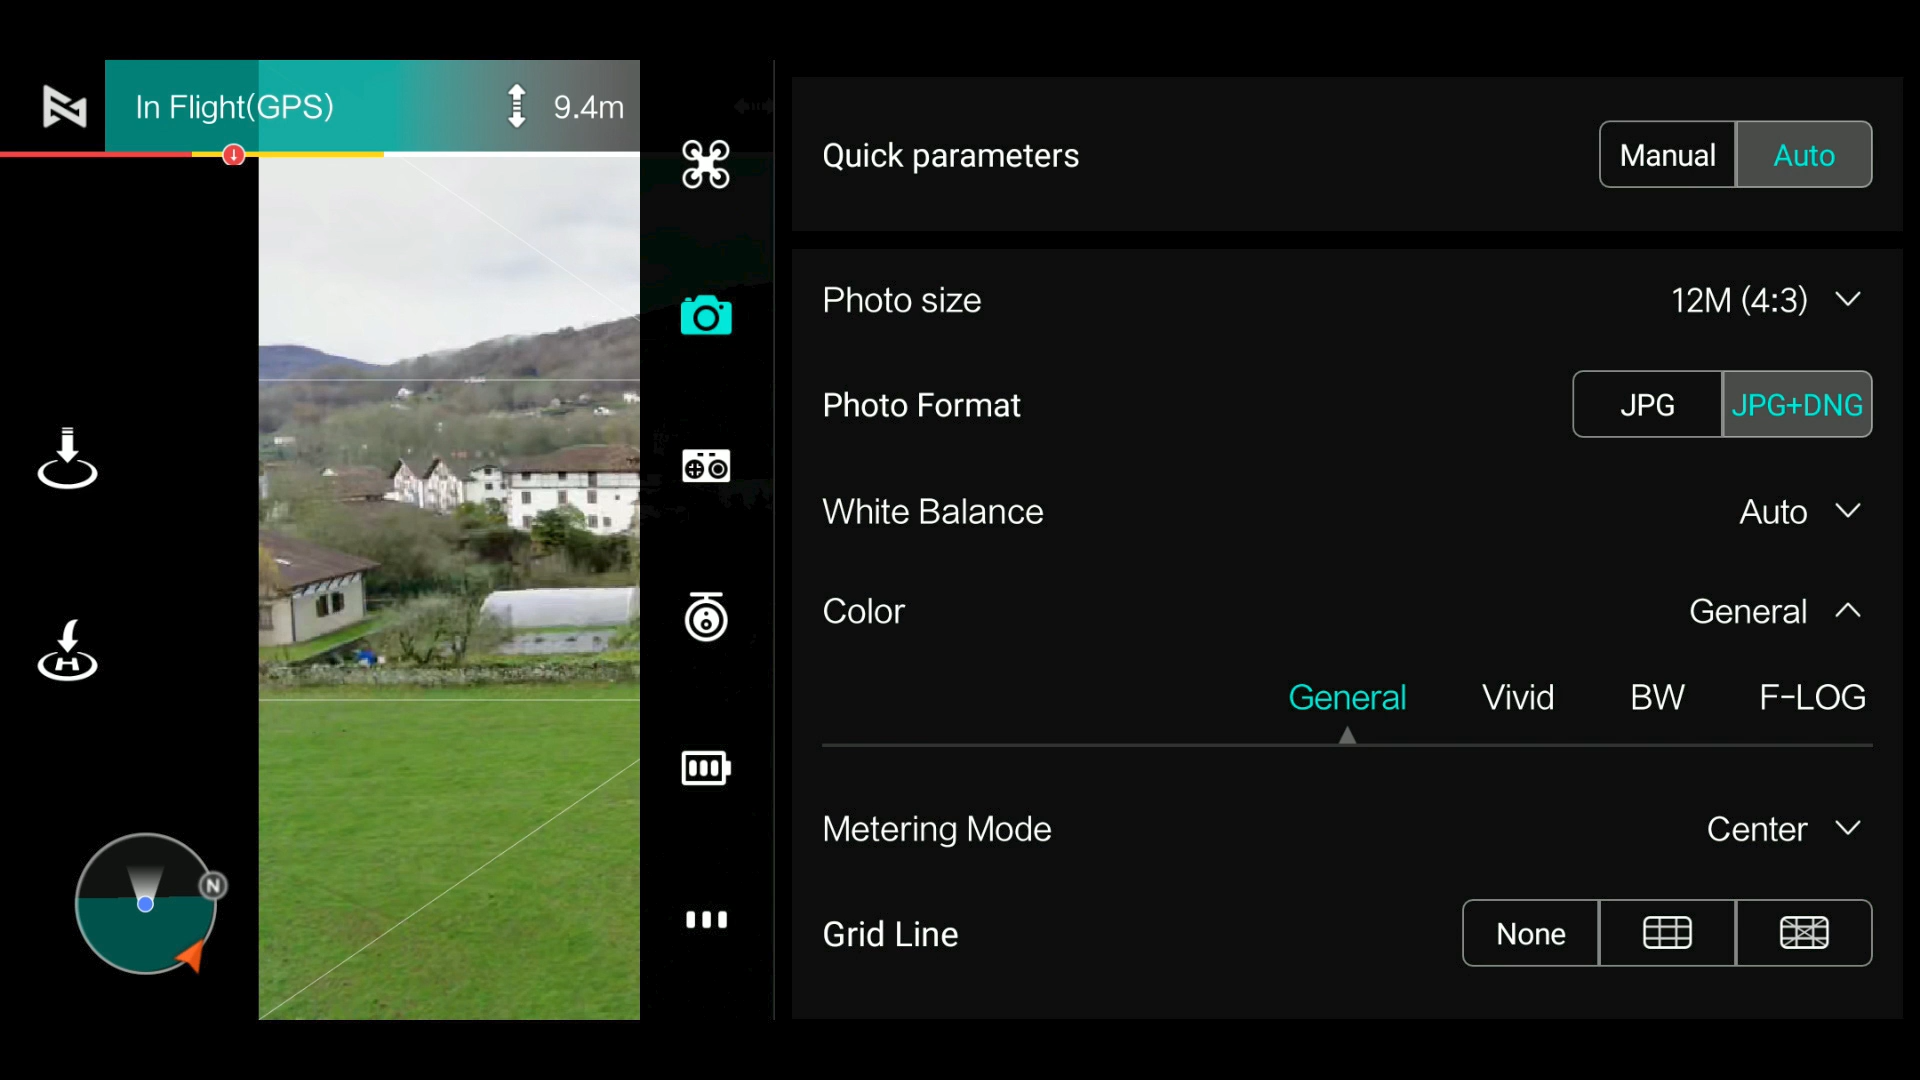 In Flight(GPS) 9.4m
Quick parameters Manual Auto
Photo size 12M (4:3)
Photo Format JPG JPG+DNG
White Balance Auto
Color General
General Vivid BW F-LOG
Metering Mode Center
Grid Line None
N
H